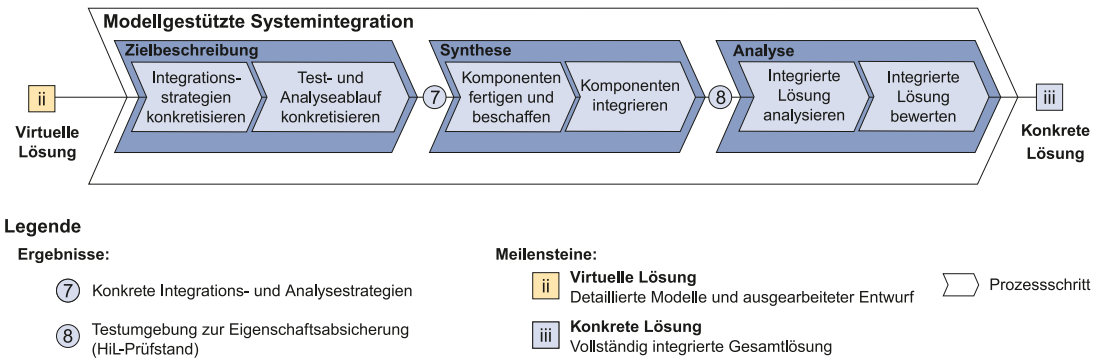 Modellgestützte Systemintegration
Zielbeschreibung
Integrations-
strategien
konkretisieren
Test- und
Analyseablauf
konkretisieren
Synthese
Komponenten
fertigen und
beschaffen
Komponenten
integrieren
Analyse
Integrierte
Lösung
analysieren
Integrierte
Lösung
bewerten
ii
7
8
iii
Virtuelle
Lösung
Konkrete
Lösung
Legende
Ergebnisse:
7 Konkrete Integrations- und Analysestrategien
8 Testumgebung zur Eigenschaftsabsicherung
(HiL-Prüfstand)
Meilensteine:
ii Virtuelle Lösung
Detaillierte Modelle und ausgearbeiteter Entwurf
iii Konkrete Lösung
Vollständig integrierte Gesamtlösung
Prozessschritt